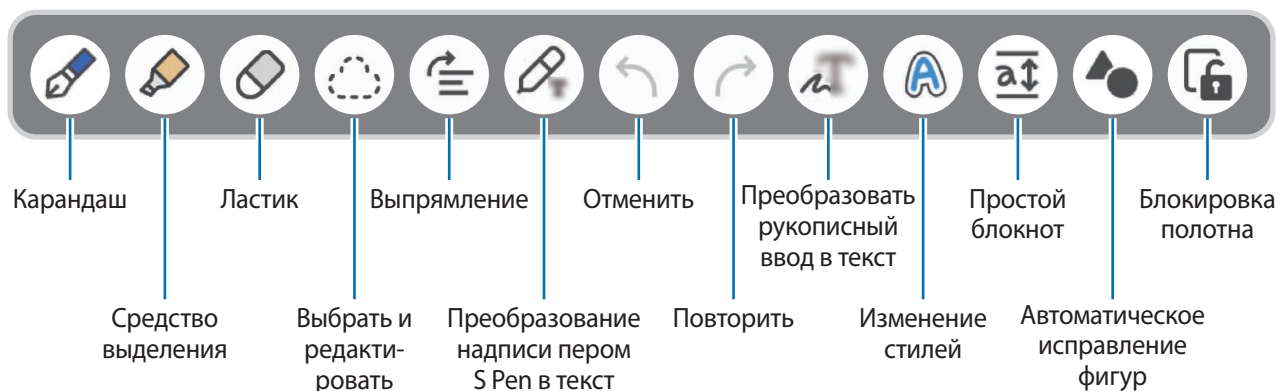 Карандаш
Ластик
Выпрямление
Отменить
Преобразовать
рукописный
ввод в текст
Простой
блокнот
Блокировка
полотна
Средство
выделения
Выбрать и
редакти-
ровать
Преобразование
надписи пером
S Pen в текст
Повторить
Изменение
стилей
Автоматическое
исправление
фигур